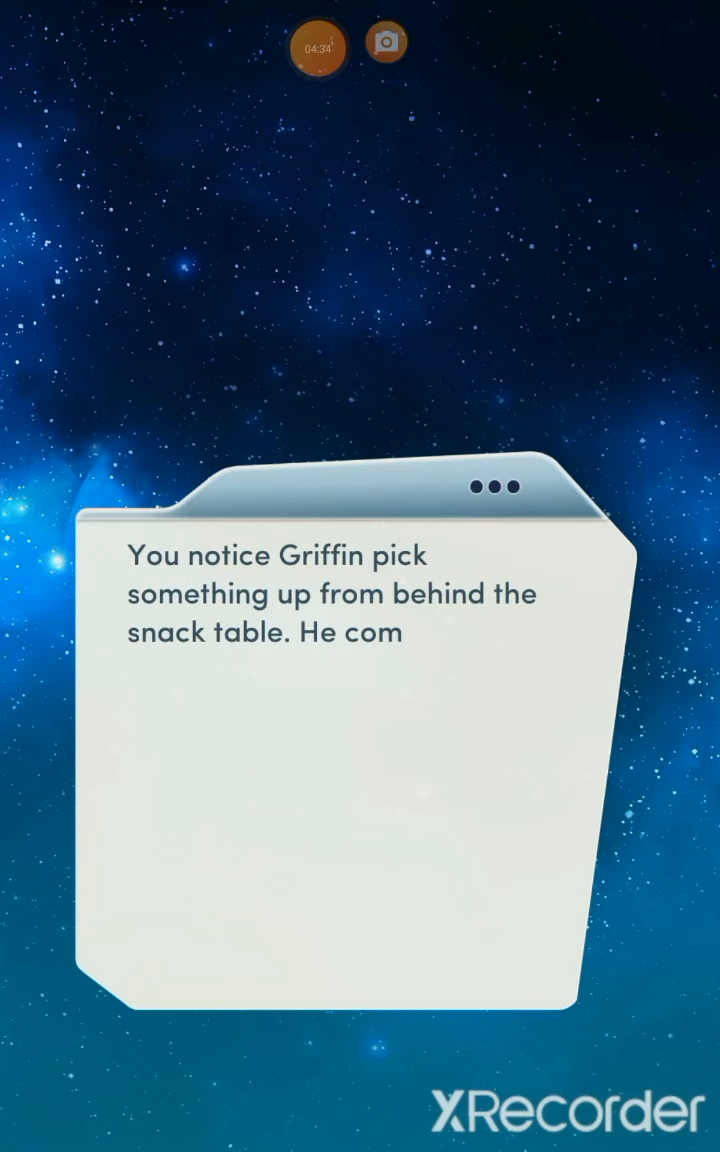 04:34
You notice Griffin pick
something up from behind the
snack table. He com
XRecorder